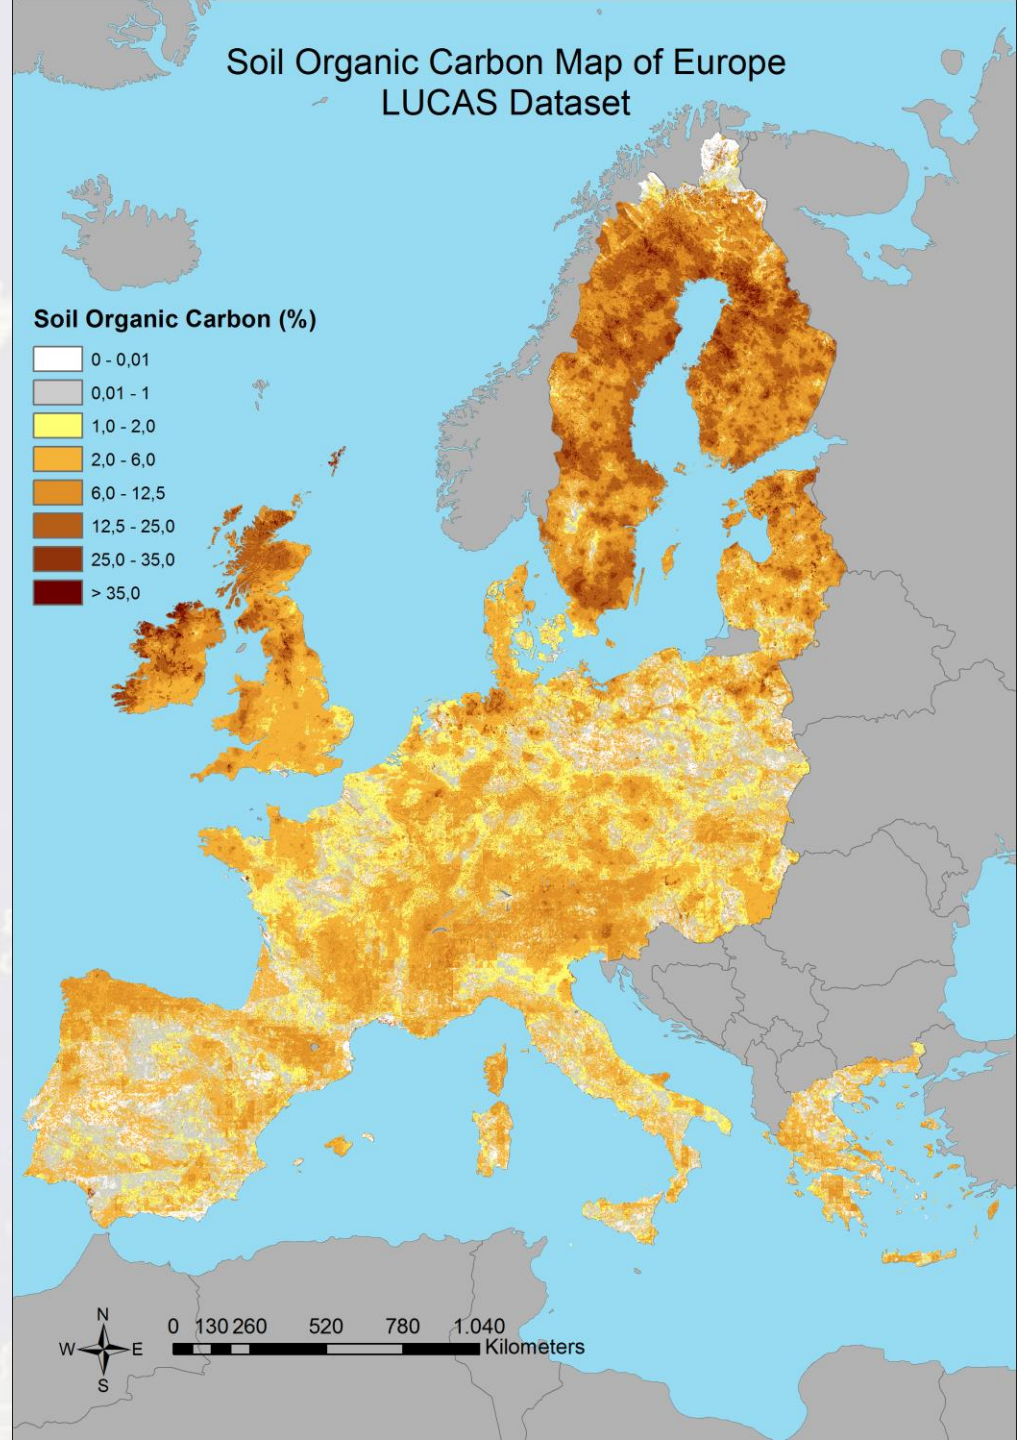 Soil Organic Carbon Map of Europe
LUCAS Dataset
Soil Organic Carbon (%)
0 - 0,01
0,01 - 1
1,0 - 2,0
2,0 - 6,0
6,0 - 12,5
12,5 - 25,0
25,0 - 35,0
> 35,0
N
W E
S
0 130 260 520 780 1.040
Kilometers